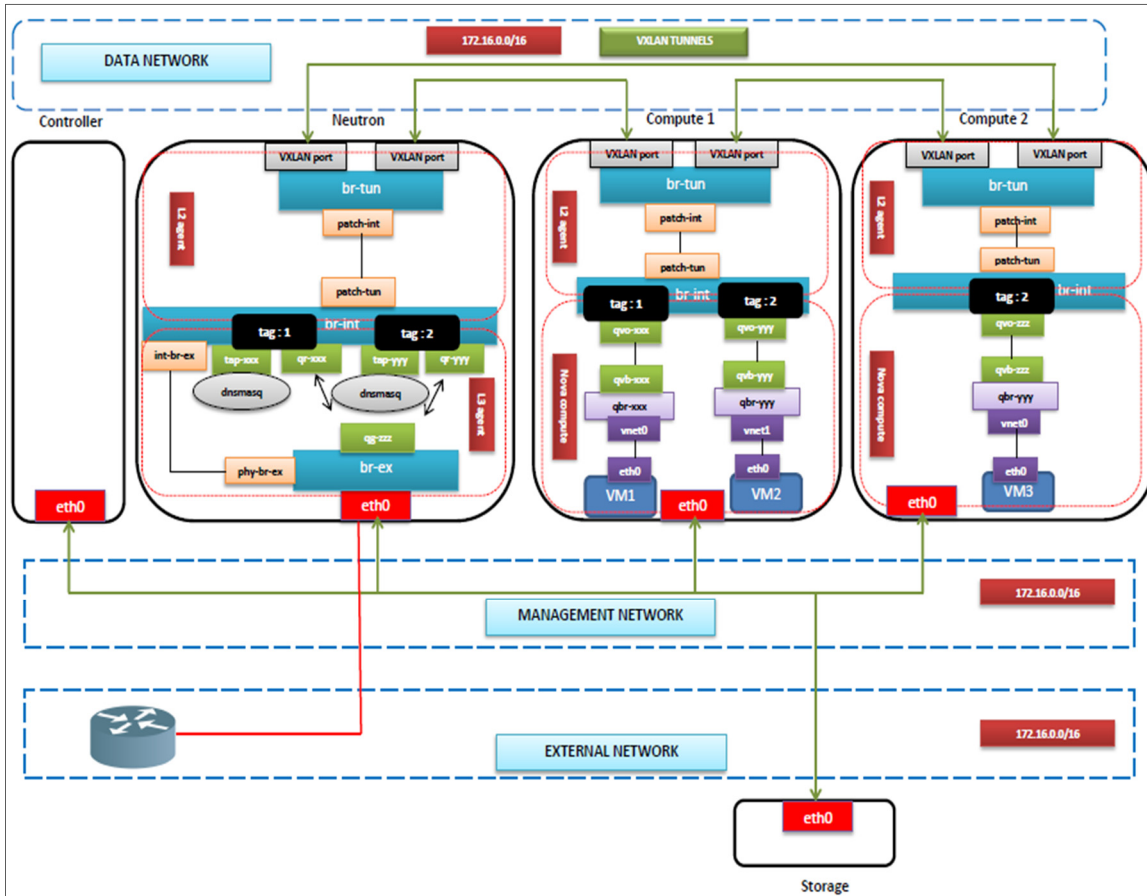 172.16.0.0/16
VXLAN TUNNELS
DATA NETWORK
Controller
Neutron
Compute 1
Compute 2
VXLAN port
VXLAN port
br-tun
patch-int
L2 agent
patch-tun
br-int
tag : 1
tag : 2
int-br-ex
tap-xxx
qr-xxx
tap-yyy
qr-yyy
dnsmasq
dnsmasq
L3 agent
qg-zzz
phy-br-ex
br-ex
eth0
eth0
VXLAN port
VXLAN port
br-tun
L2 agent
patch-int
patch-tun
br-int
tag : 1
tag : 2
qvo-xxx
qvo-yyy
Nova compute
qvb-xxx
qvb-yyy
qbr-xxx
qbr-yyy
vnet0
vnet1
eth0
eth0
VM1
VM2
eth0
VXLAN port
VXLAN port
br-tun
L2 agent
patch-int
patch-tun
br-int
tag : 2
qvo-zzz
Nova compute
qvb-zzz
qbr-yyy
vnet0
eth0
VM3
eth0
172.16.0.0/16
MANAGEMENT NETWORK
172.16.0.0/16
EXTERNAL NETWORK
eth0
Storage